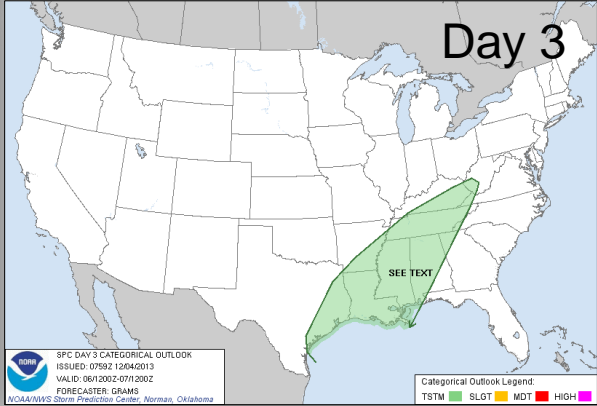 Day 3
SEE TEXT
NOAA
SPC DAY 3 CATEGORICAL OUTLOOK
ISSUED: 0759Z 12/04/2013
VALID: 06/1200Z-07/1200Z
FORECASTER: GRAMS
NOAA/NWS Storm Prediction Center, Norman, Oklahoma
Categorical Outlook Legend:
TSTM SLGT MDT HIGH